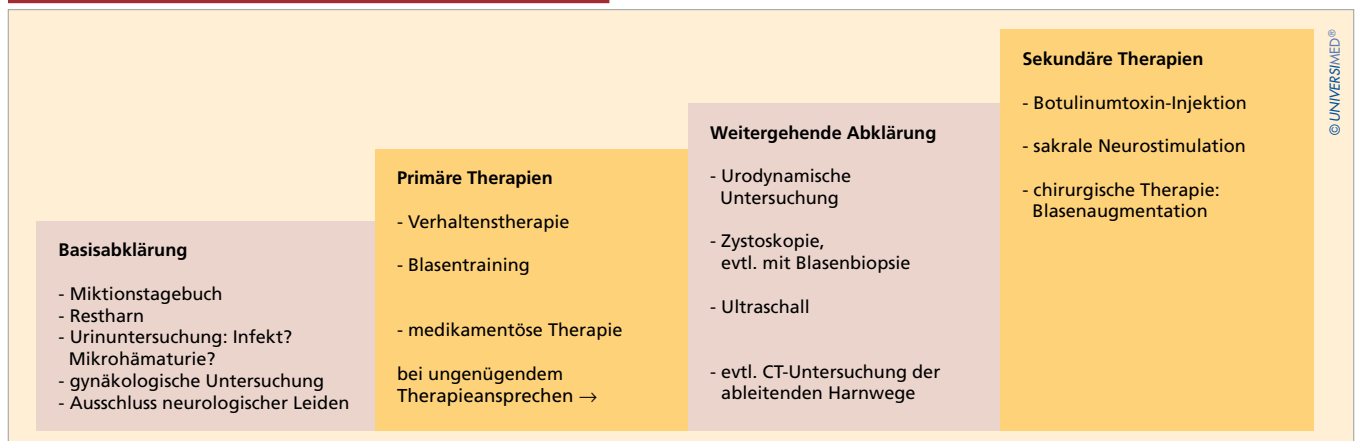 Basisabklärung
- Miktionstagebuch
- Restharn
- Urinuntersuchung: Infekt?
Mikrohämaturie?
- gynäkologische Untersuchung
- Ausschluss neurologischer Leiden
Primäre Therapien
- Verhaltenstherapie
- Blasentraining
- medikamentöse Therapie
bei ungenügendem
Therapieansprechen →
Weitergehende Abklärung
- Urodynamische
Untersuchung
- Zystoskopie,
evtl. mit Blasenbiopsie
- Ultraschall
- evtl. CT-Untersuchung der
ableitenden Harnwege
Sekundäre Therapien
- Botulinumtoxin-Injektion
- sakrale Neurostimulation
- chirurgische Therapie:
Blasenaugmentation
© UNIVERSIMED®